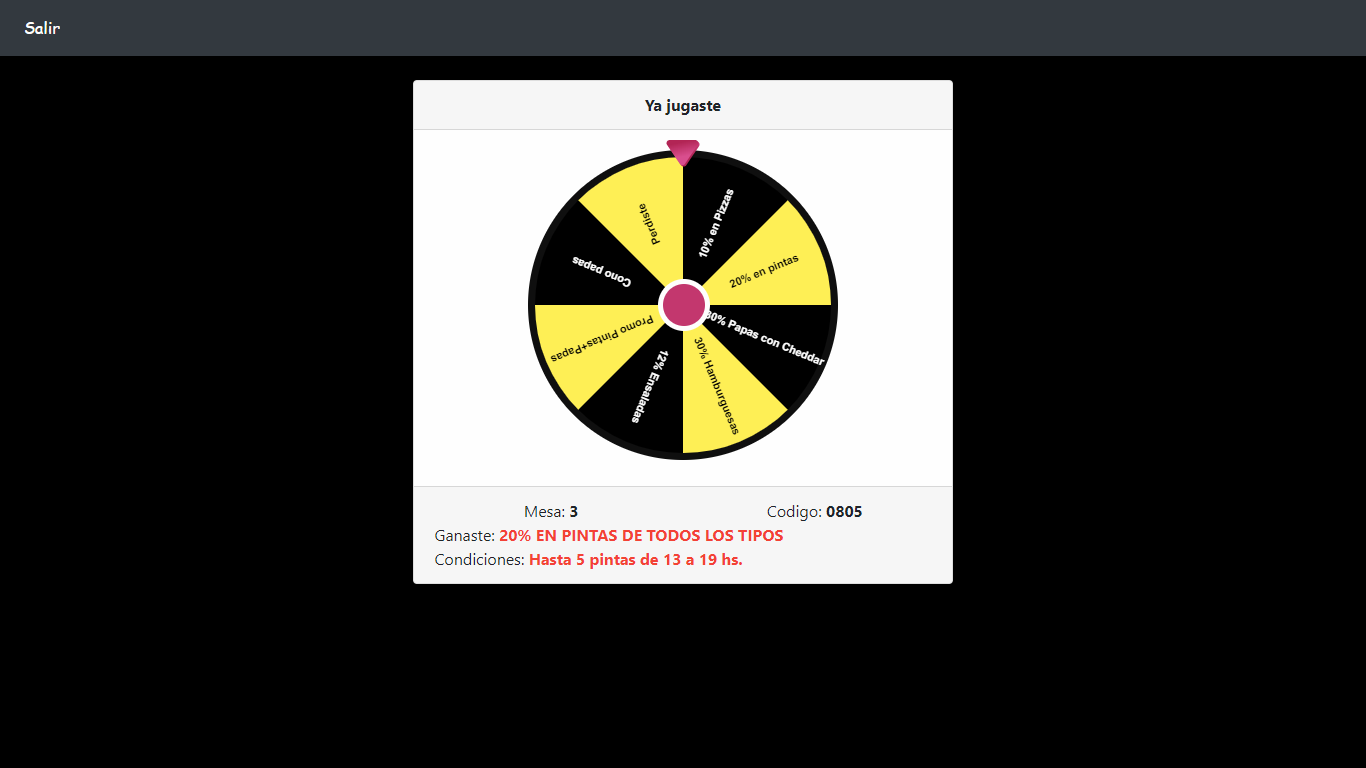 Salir
Ya jugaste
10% en Pizzas
20% en pintas
30% Papas con Cheddar
30% Hamburguesas
12% Ensaladas
Promo Pintas+Papas
Cono papas
Perdiste
Mesa: 3
Codigo: 0805
Ganaste: 20% EN PINTAS DE TODOS LOS TIPOS
Condiciones: Hasta 5 pintas de 13 a 19 hs.